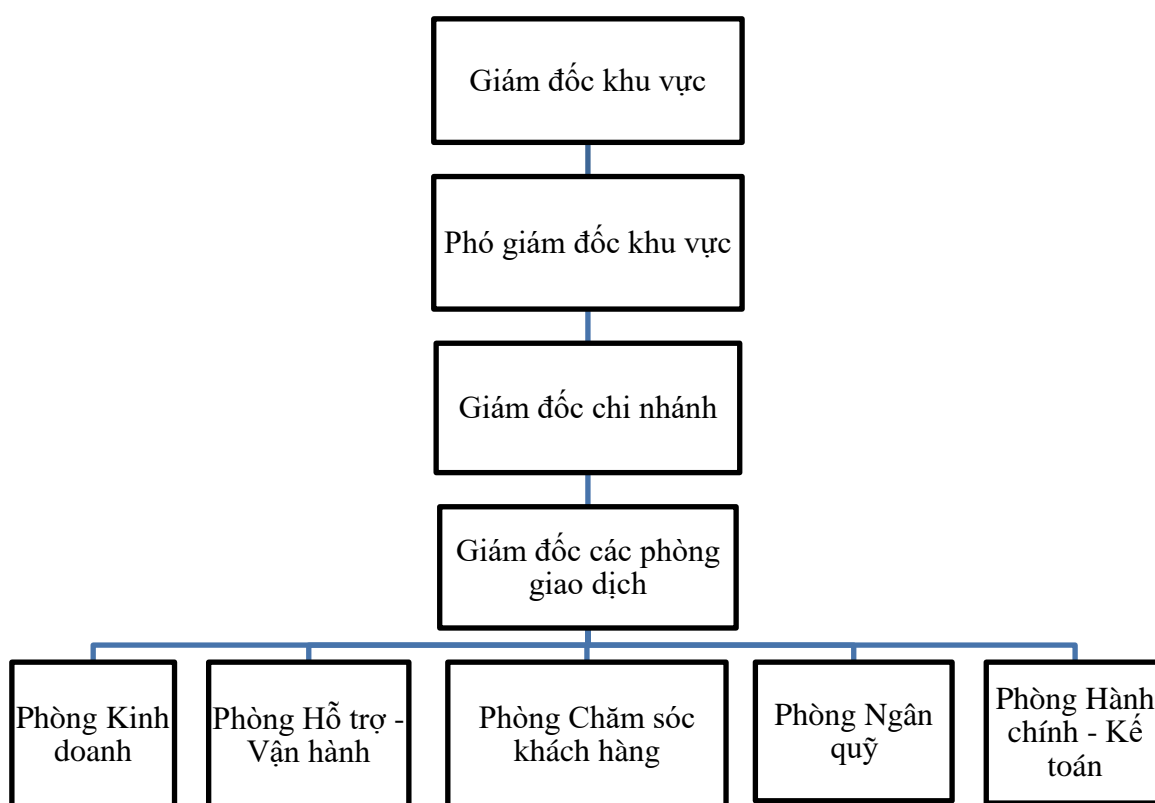 Giám đốc khu vực
Phó giám đốc khu vực
Giám đốc chi nhánh
Giám đốc các phòng
giao dịch
Phòng Kinh
doanh
Phòng Hỗ trợ -
Vận hành
Phòng Chăm sóc
khách hàng
Phòng Ngân
quỹ
Phòng Hành
chính - Kế
toán